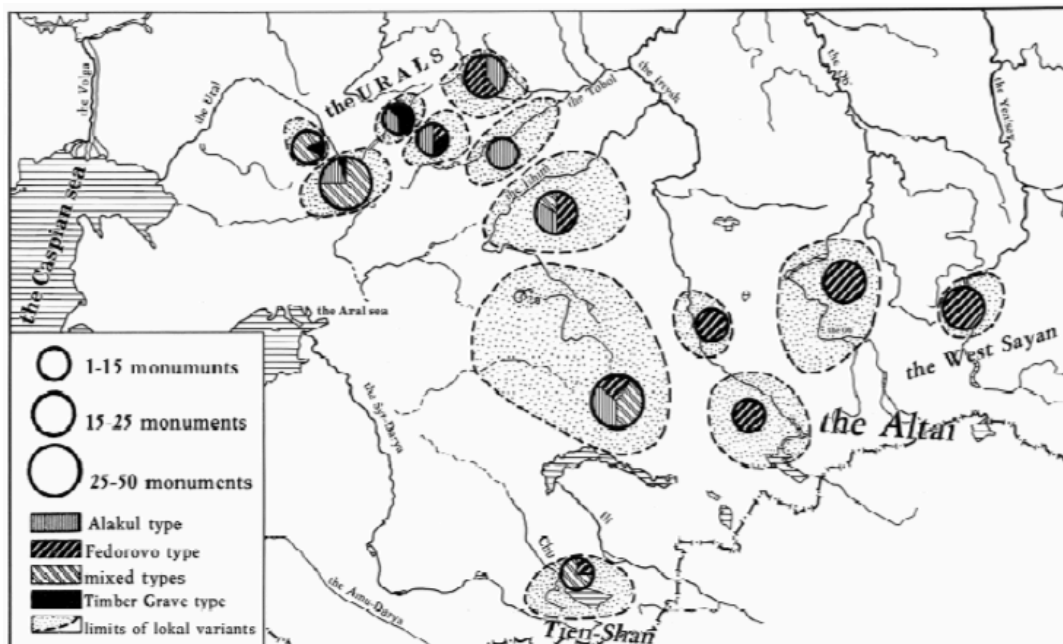 the Volga
the Ural
the URALS
the Tobol
the Irtysh
the Ob'
the Yenisey
the Ishim
the Caspian sea
the Aral sea
the West Sayan
the Altai
the Syr-Darya
Chu
Ili
the Amu-Darya
Tien-Shan
1-15 monumunts
15-25 monuments
25-50 monuments
Alakul type
Fedorovo type
mixed types
Timber Grave type
limits of lokal variants